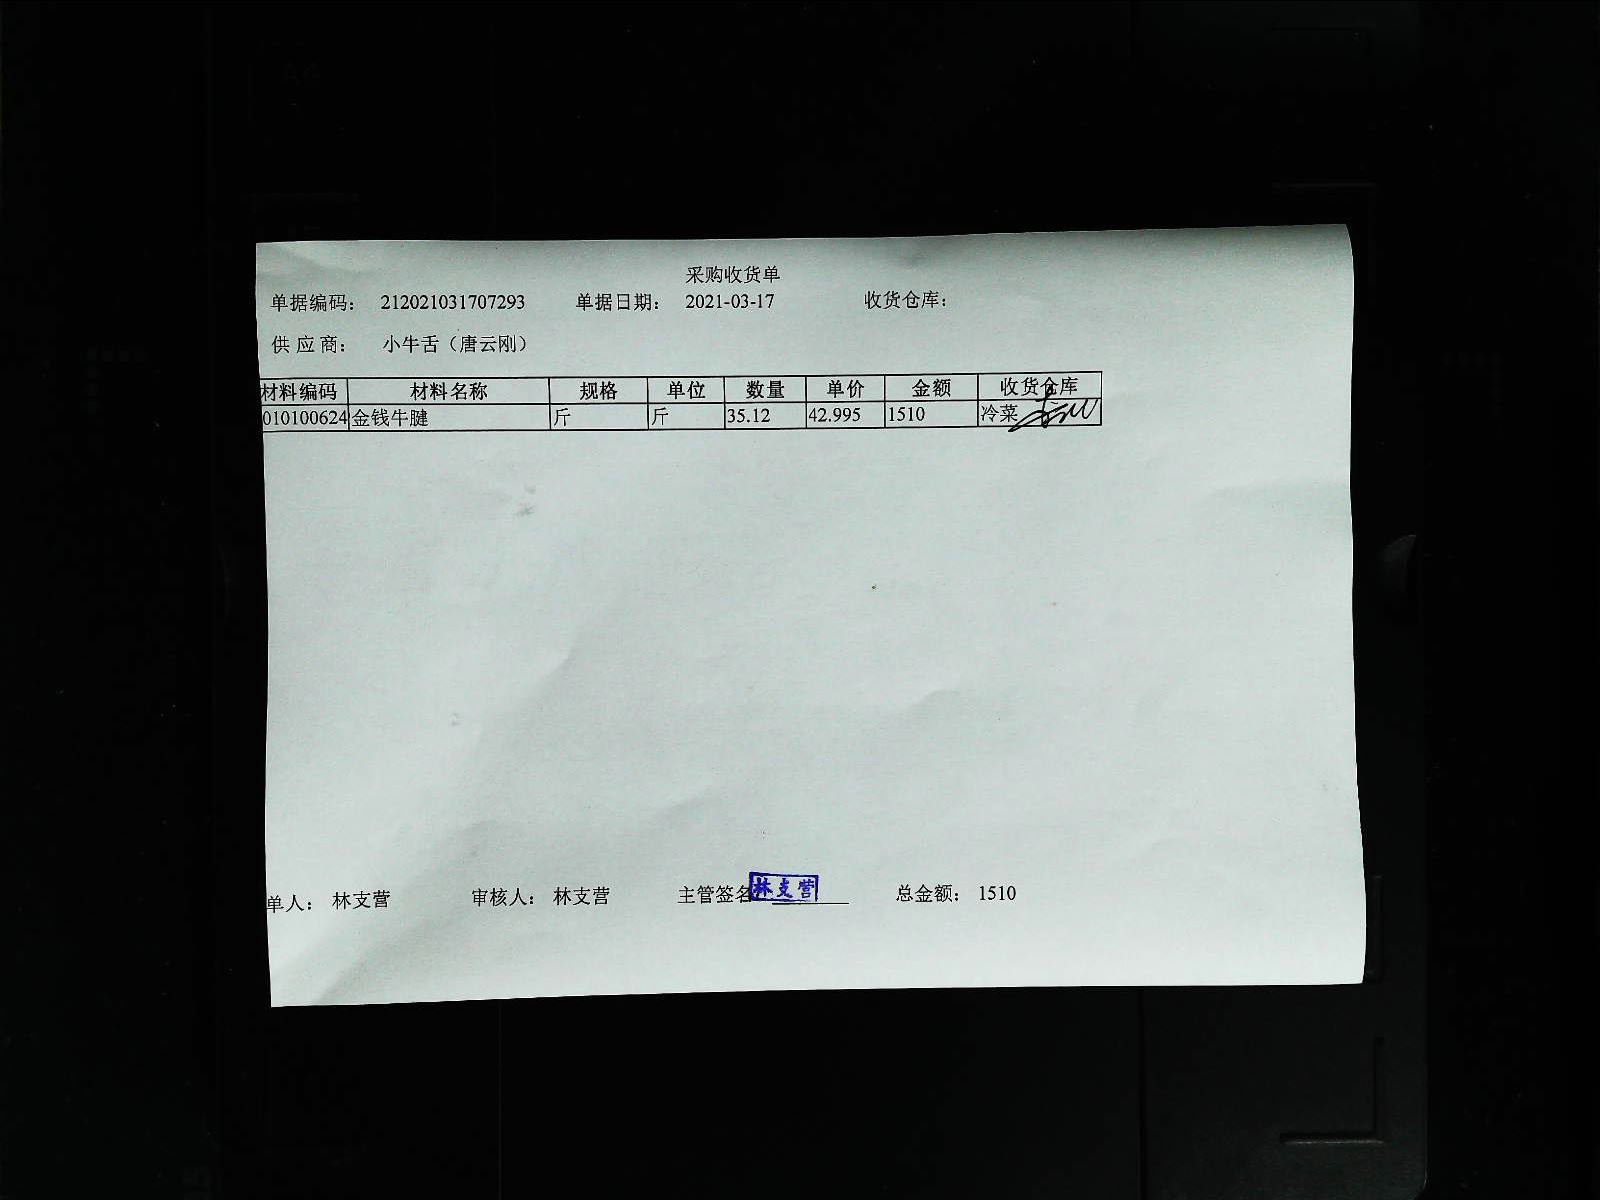 采购收货单
单据编码： 212021031707293 单据日期： 2021-03-17 收货仓库：
供应商： 小牛舌（唐云刚）
材料编码 材料名称 规格 单位 数量 单价 金额 收货仓库
010100624 金钱牛腱 斤 斤 35.12 42.995 1510 冷菜
单人： 林支营 审核人： 林支营 主管签名 林支营 总金额： 1510